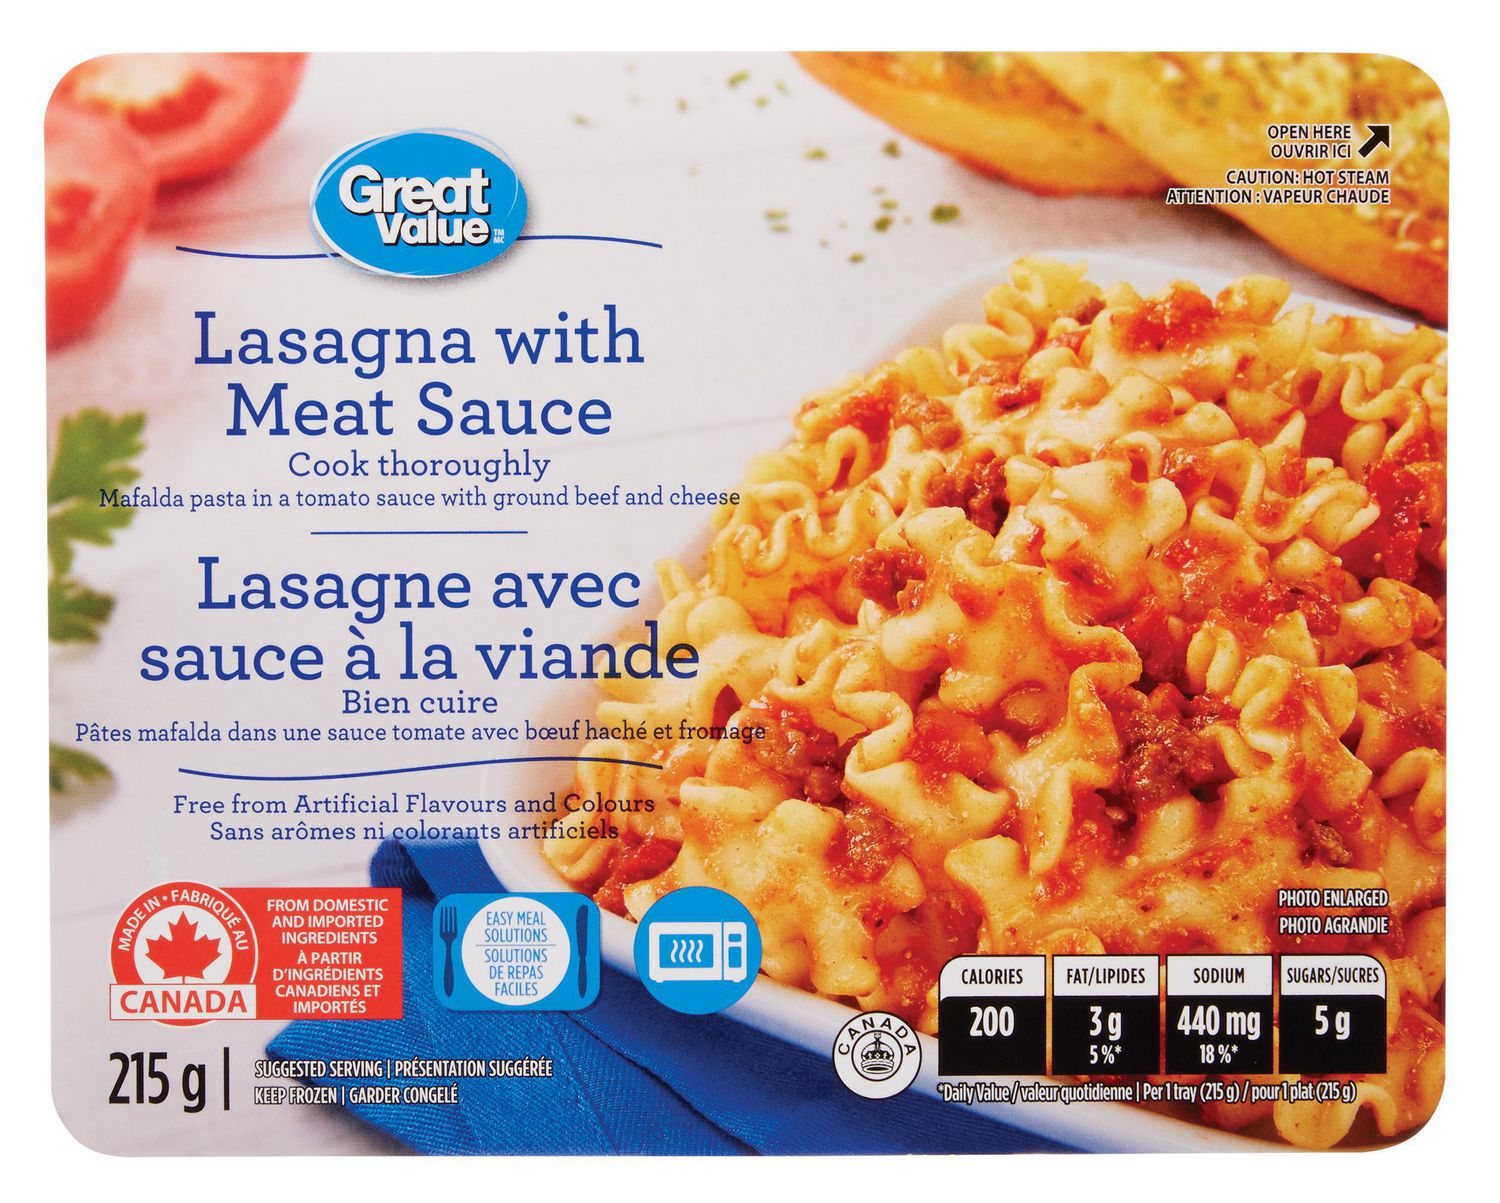 Great
Value TM
MC
OPEN HERE
OUVRIR ICI
CAUTION: HOT STEAM
ATTENTION : VAPEUR CHAUDE
Lasagna with
Meat Sauce
Cook thoroughly
Mafalda pasta in a tomato sauce with ground beef and cheese
Lasagne avec
sauce à la viande
Bien cuire
Pâtes mafalda dans une sauce tomate avec bœuf haché et fromage
Free from Artificial Flavours and Colours
Sans arômes ni colorants artificiels
MADE IN • FABRIQUÉ AU
CANADA
FROM DOMESTIC
AND IMPORTED
INGREDIENTS
À PARTIR
D'INGRÉDIENTS
CANADIENS ET
IMPORTÉS
EASY MEAL
SOLUTIONS
SOLUTIONS
DE REPAS
FACILES
215 g
SUGGESTED SERVING | PRÉSENTATION SUGGÉRÉE
KEEP FROZEN | GARDER CONGELÉ
PHOTO ENLARGED
PHOTO AGRANDIE
CANADA
CALORIES FAT/LIPIDES SODIUM SUGARS/SUCRES
200 3 g 440 mg 5 g
5 %* 18 %*
*Daily Value / valeur quotidienne | Per 1 tray (215 g) / pour 1 plat (215 g)